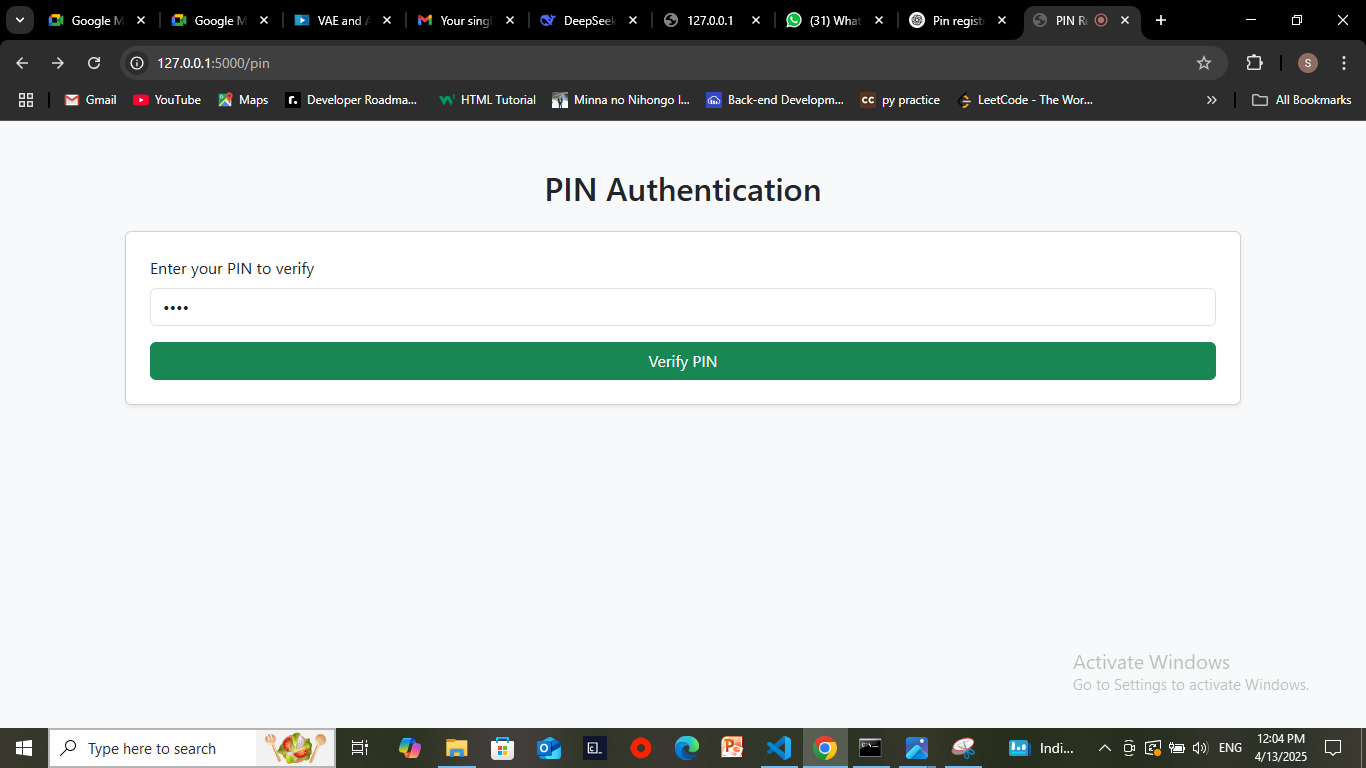 Google M
Google M
VAE and A
Your singl
DeepSeek
127.0.0.1
(31) What
Pin registr
PIN Re
127.0.0.1:5000/pin
S
Gmail
YouTube
Maps
Developer Roadma...
HTML Tutorial
Minna no Nihongo I...
Back-end Developm...
CC py practice
LeetCode - The Wor...
All Bookmarks
PIN Authentication
Enter your PIN to verify
••••
Verify PIN
Activate Windows
Go to Settings to activate Windows.
Type here to search
Indi...
ENG
12:04 PM
4/13/2025